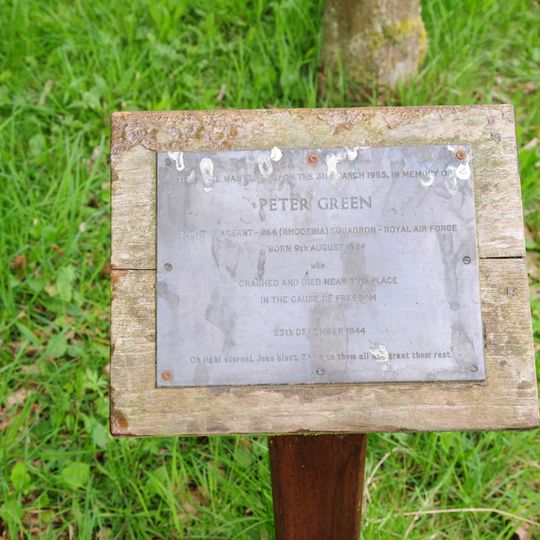 WAS ON THE 31 MARCH 1995, IN MEMORY OF
PETER GREEN
SERGEANT - 266 (RHODESIA) SQUADRON - ROYAL AIR FORCE
BORN 9th AUGUST 1924
who
CRASHED AND DIED NEAR THIS PLACE
IN THE CAUSE OF FREEDOM
25th DECEMBER 1944
Oh light eternal, Jesu blest, Shine on them all and grant them rest.